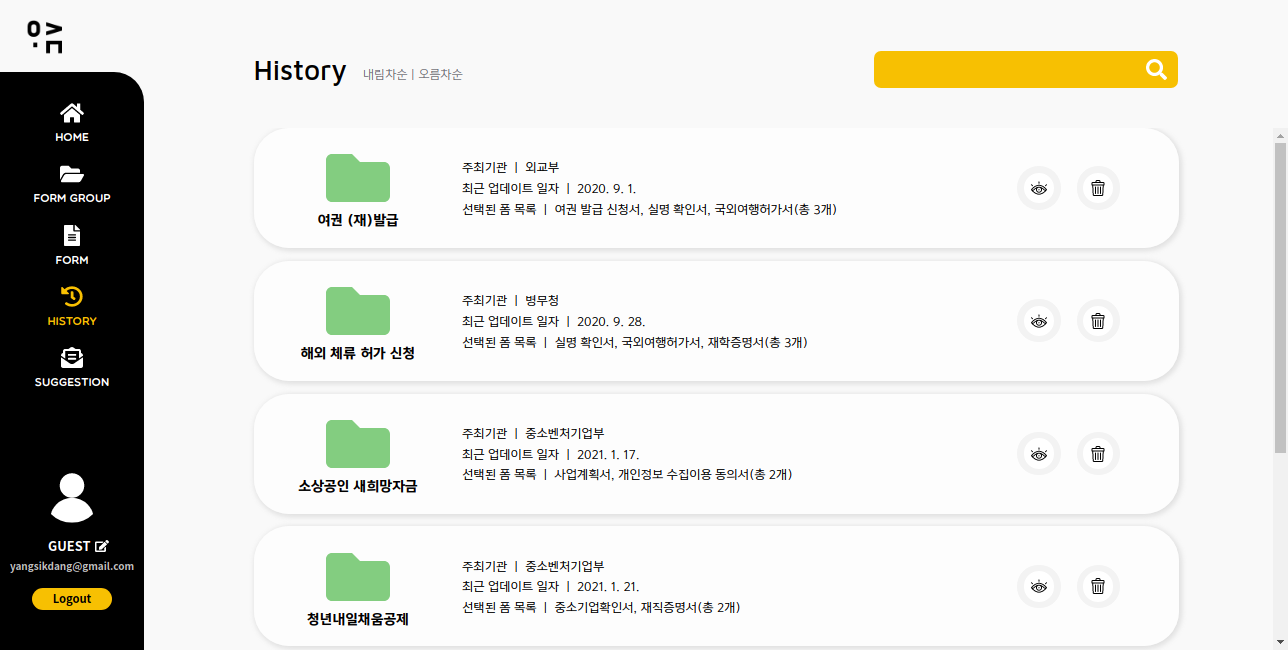 HOME
FORM GROUP
FORM
HISTORY
SUGGESTION
GUEST
yangsikdang@gmail.com
Logout
History 내림차순 | 오름차순
여권 (재)발급
주최기관 | 외교부
최근 업데이트 일자 | 2020. 9. 1.
선택된 폼 목록 | 여권 발급 신청서, 실명 확인서, 국외여행허가서(총 3개)
해외 체류 허가 신청
주최기관 | 병무청
최근 업데이트 일자 | 2020. 9. 28.
선택된 폼 목록 | 실명 확인서, 국외여행허가서, 재학증명서(총 3개)
소상공인 새희망자금
주최기관 | 중소벤처기업부
최근 업데이트 일자 | 2021. 1. 17.
선택된 폼 목록 | 사업계획서, 개인정보 수집이용 동의서(총 2개)
청년내일채움공제
주최기관 | 중소벤처기업부
최근 업데이트 일자 | 2021. 1. 21.
선택된 폼 목록 | 중소기업확인서, 재직증명서(총 2개)